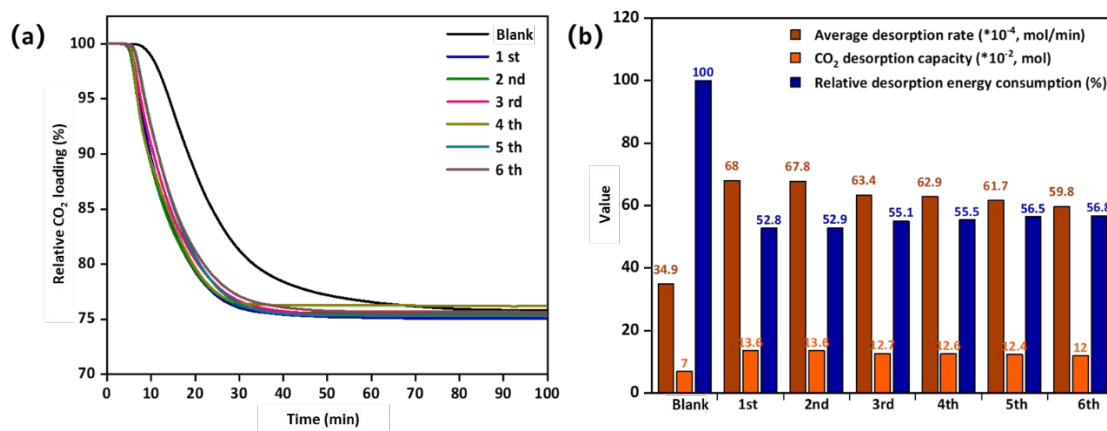 (a)
100
95
90
85
80
75
70
Relative CO₂ loading (%)
0 10 20 30 40 50 60 70 80 90 100
Time (min)
Blank
1 st
2 nd
3 rd
4 th
5 th
6 th
(b)
120
100
80
60
40
20
0
Value
Average desorption rate (*10⁻⁴, mol/min)
CO₂ desorption capacity (*10⁻², mol)
Relative desorption energy consumption (%)
34.9 7 100
68 13.6 52.8
67.8 13.6 52.9
63.4 12.7 55.1
62.9 12.6 55.5
61.7 12.4 56.5
59.8 12 56.8
Blank 1st 2nd 3rd 4th 5th 6th